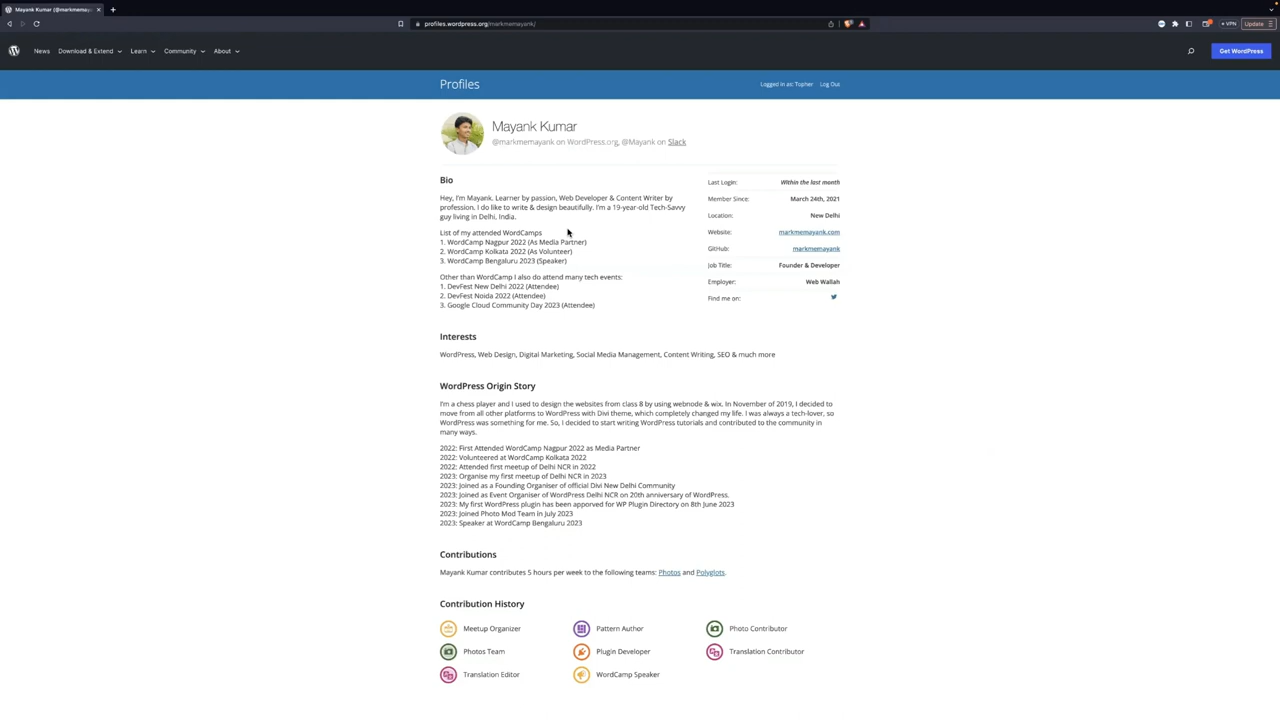 Mayank Kumar (@markmemaya
profiles.wordpress.org/markmemayank/
VPN
Update
News
Download & Extend
Learn
Community
About
Get WordPress
Profiles
Logged in as: Topher
Log Out
Mayank Kumar
@markmemayank on WordPress.org, @Mayank on Slack
Bio
Hey, I'm Mayank, Learner by passion, Web Developer & Content Writer by
profession. I do like to write & design beautifully. I'm a 19-year-old Tech-Savvy
guy living in Delhi, India.
List of my attended WordCamps
1. WordCamp Nagpur 2022 (As Media Partner)
2. WordCamp Kolkata 2022 (As Volunteer)
3. WordCamp Bengaluru 2023 (Speaker)
Other than WordCamp I also do attend many tech events:
1. DevFest New Delhi 2022 (Attendee)
2. DevFest Noida 2022 (Attendee)
3. Google Cloud Community Day 2023 (Attendee)
Last Login: Within the last month
Member Since: March 24th, 2021
Location: New Delhi
Website: markmemayank.com
GitHub: markmemayank
Job Title: Founder & Developer
Employer: Web Wallah
Find me on:
Interests
WordPress, Web Design, Digital Marketing, Social Media Management, Content Writing, SEO & much more
WordPress Origin Story
I'm a chess player and I used to design the websites from class 8 by using webnode & wix. In November of 2019, I decided to
move from all other platforms to WordPress with Divi theme, which completely changed my life. I was always a tech-lover, so
WordPress was something for me. So, I decided to start writing WordPress tutorials and contributed to the community in
many ways.
2022: First Attended WordCamp Nagpur 2022 as Media Partner
2022: Volunteered at WordCamp Kolkata 2022
2022: Attended first meetup of Delhi NCR in 2022
2023: Organise my first meetup of Delhi NCR in 2023
2023: Joined as a Founding Organiser of official Divi New Delhi Community
2023: Joined as Event Organiser of WordPress Delhi NCR on 20th anniversary of WordPress.
2023: My first WordPress plugin has been apporved for WP Plugin Directory on 8th June 2023
2023: Joined Photo Mod Team in July 2023
2023: Speaker at WordCamp Bengaluru 2023
Contributions
Mayank Kumar contributes 5 hours per week to the following teams: Photos and Polyglots.
Contribution History
Meetup Organizer
Pattern Author
Photo Contributor
Photos Team
Plugin Developer
Translation Contributor
Translation Editor
WordCamp Speaker